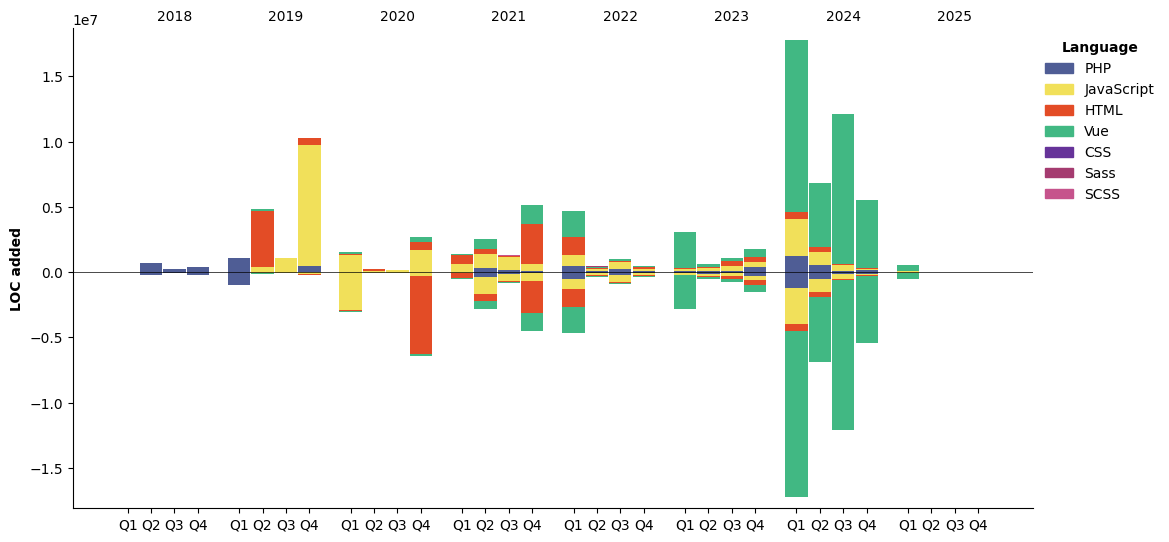 1e7
2018 2019 2020 2021 2022 2023 2024 2025
LOC added
1.5
1.0
0.5
0.0
−0.5
−1.0
−1.5
Q1 Q2 Q3 Q4 Q1 Q2 Q3 Q4 Q1 Q2 Q3 Q4 Q1 Q2 Q3 Q4 Q1 Q2 Q3 Q4 Q1 Q2 Q3 Q4 Q1 Q2 Q3 Q4 Q1 Q2 Q3 Q4
Language
PHP
JavaScript
HTML
Vue
CSS
Sass
SCSS